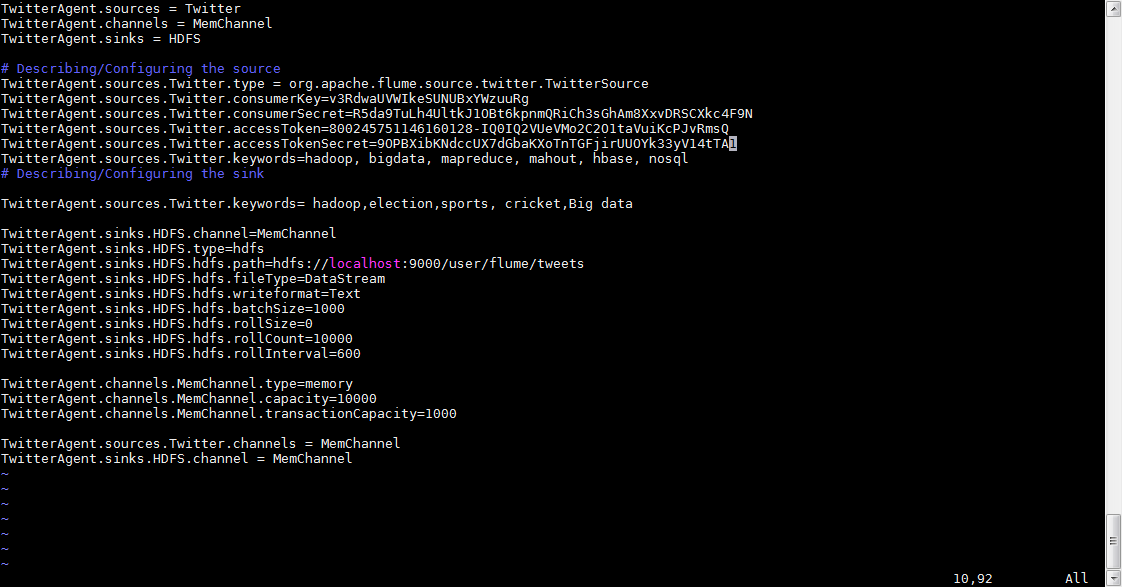 TwitterAgent.sources = Twitter
TwitterAgent.channels = MemChannel
TwitterAgent.sinks = HDFS
# Describing/Configuring the source
TwitterAgent.sources.Twitter.type = org.apache.flume.source.twitter.TwitterSource
TwitterAgent.sources.Twitter.consumerKey=v3RdwaUVWIkeSUNUBxYWzuuRg
TwitterAgent.sources.Twitter.consumerSecret=R5da9TuLh4UltkJ1OBt6kpnmQRiCh3sGhAm8XxvDRSCXkc4F9N
TwitterAgent.sources.Twitter.accessToken=800245751146160128-IQ0IQ2VUeVMo2C2O1taVuiKcPJvRmsQ
TwitterAgent.sources.Twitter.accessTokenSecret=9OPBXibKNdccUX7dGbaKXoTnTGFjirUUOYk33yV14tTA1
TwitterAgent.sources.Twitter.keywords=hadoop, bigdata, mapreduce, mahout, hbase, nosql
# Describing/Configuring the sink
TwitterAgent.sources.Twitter.keywords= hadoop,election,sports, cricket,Big data
TwitterAgent.sinks.HDFS.channel=MemChannel
TwitterAgent.sinks.HDFS.type=hdfs
TwitterAgent.sinks.HDFS.hdfs.path=hdfs://localhost:9000/user/flume/tweets
TwitterAgent.sinks.HDFS.hdfs.fileType=DataStream
TwitterAgent.sinks.HDFS.hdfs.writeformat=Text
TwitterAgent.sinks.HDFS.hdfs.batchSize=1000
TwitterAgent.sinks.HDFS.hdfs.rollSize=0
TwitterAgent.sinks.HDFS.hdfs.rollCount=10000
TwitterAgent.sinks.HDFS.hdfs.rollInterval=600
TwitterAgent.channels.MemChannel.type=memory
TwitterAgent.channels.MemChannel.capacity=10000
TwitterAgent.channels.MemChannel.transactionCapacity=1000
TwitterAgent.sources.Twitter.channels = MemChannel
TwitterAgent.sinks.HDFS.channel = MemChannel
~
~
~
~
~
~
~
10,92 All